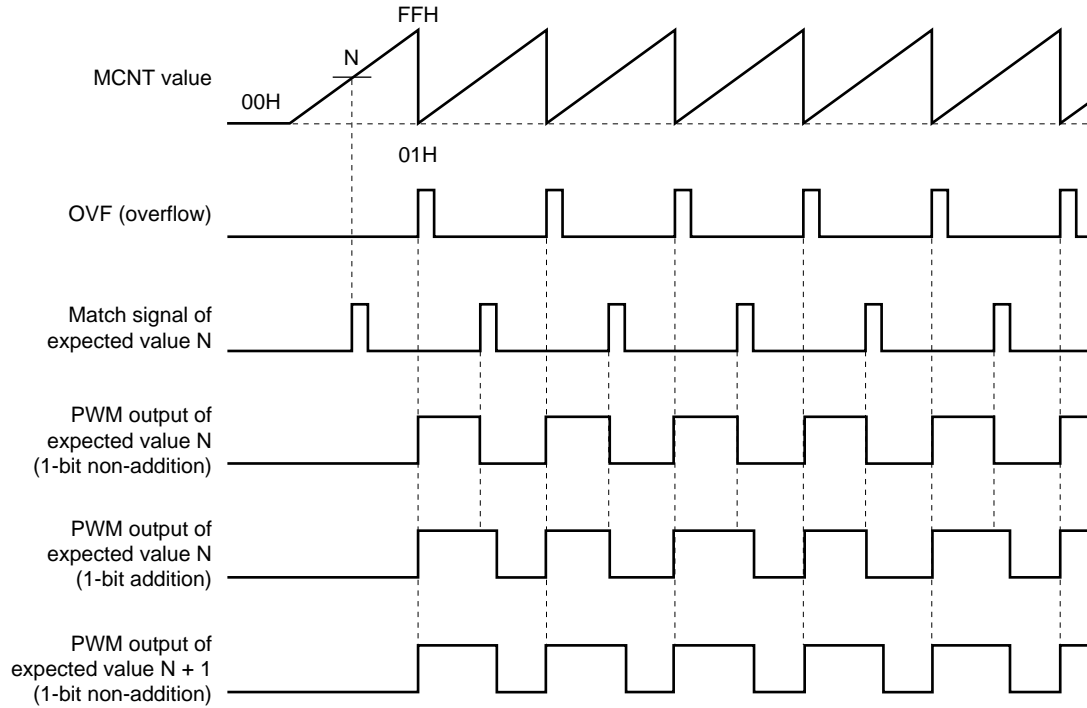 FFH
N
MCNT value
00H
01H
OVF (overflow)
Match signal of
expected value N
PWM output of
expected value N
(1-bit non-addition)
PWM output of
expected value N
(1-bit addition)
PWM output of
expected value N + 1
(1-bit non-addition)